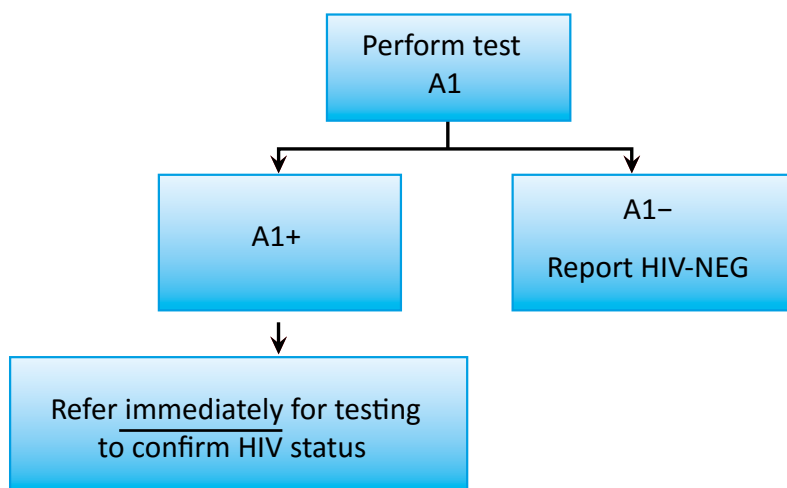 Perform test
A1
A1+
A1−
Report HIV-NEG
Refer immediately for testing
to confirm HIV status